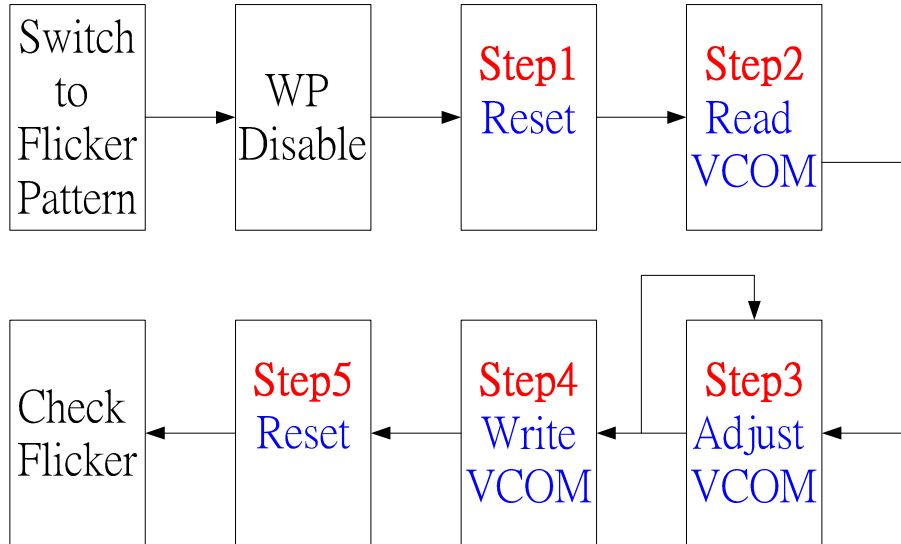 Switch
to
Flicker
Pattern
WP
Disable
Step1
Reset
Step2
Read
VCOM
Step3
Adjust
VCOM
Step4
Write
VCOM
Step5
Reset
Check
Flicker